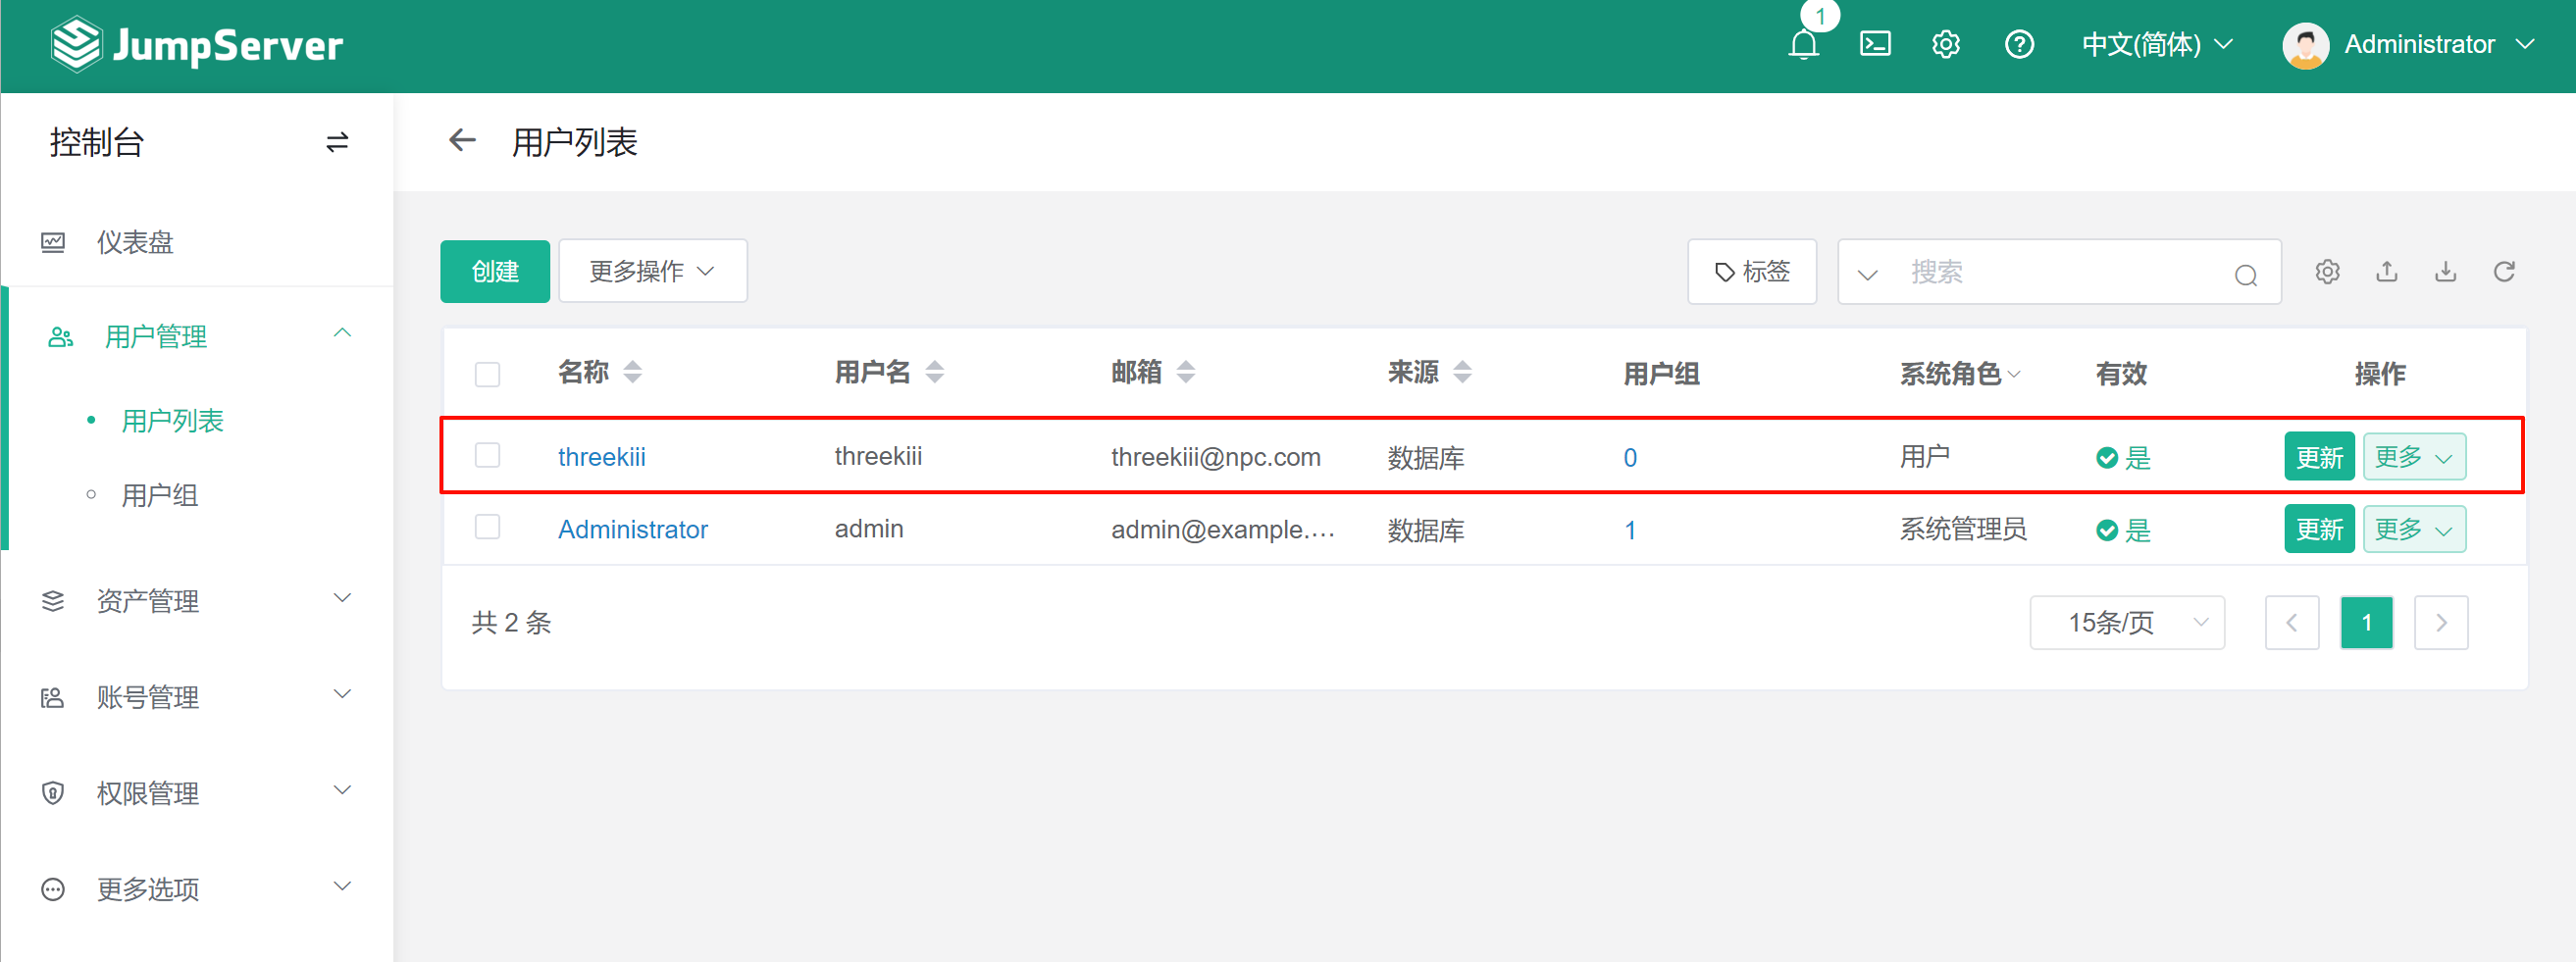 JumpServer
1
中文(简体)
Administrator
控制台
用户列表
仪表盘
创建
更多操作
标签
搜索
用户管理
用户列表
用户组
资产管理
账号管理
权限管理
更多选项
名称 用户名 邮箱 来源 用户组 系统角色 有效 操作
threekiii threekiii threekiii@npc.com 数据库 0 用户 是 更新 更多
Administrator admin admin@example.… 数据库 1 系统管理员 是 更新 更多
共 2 条
15条/页
1